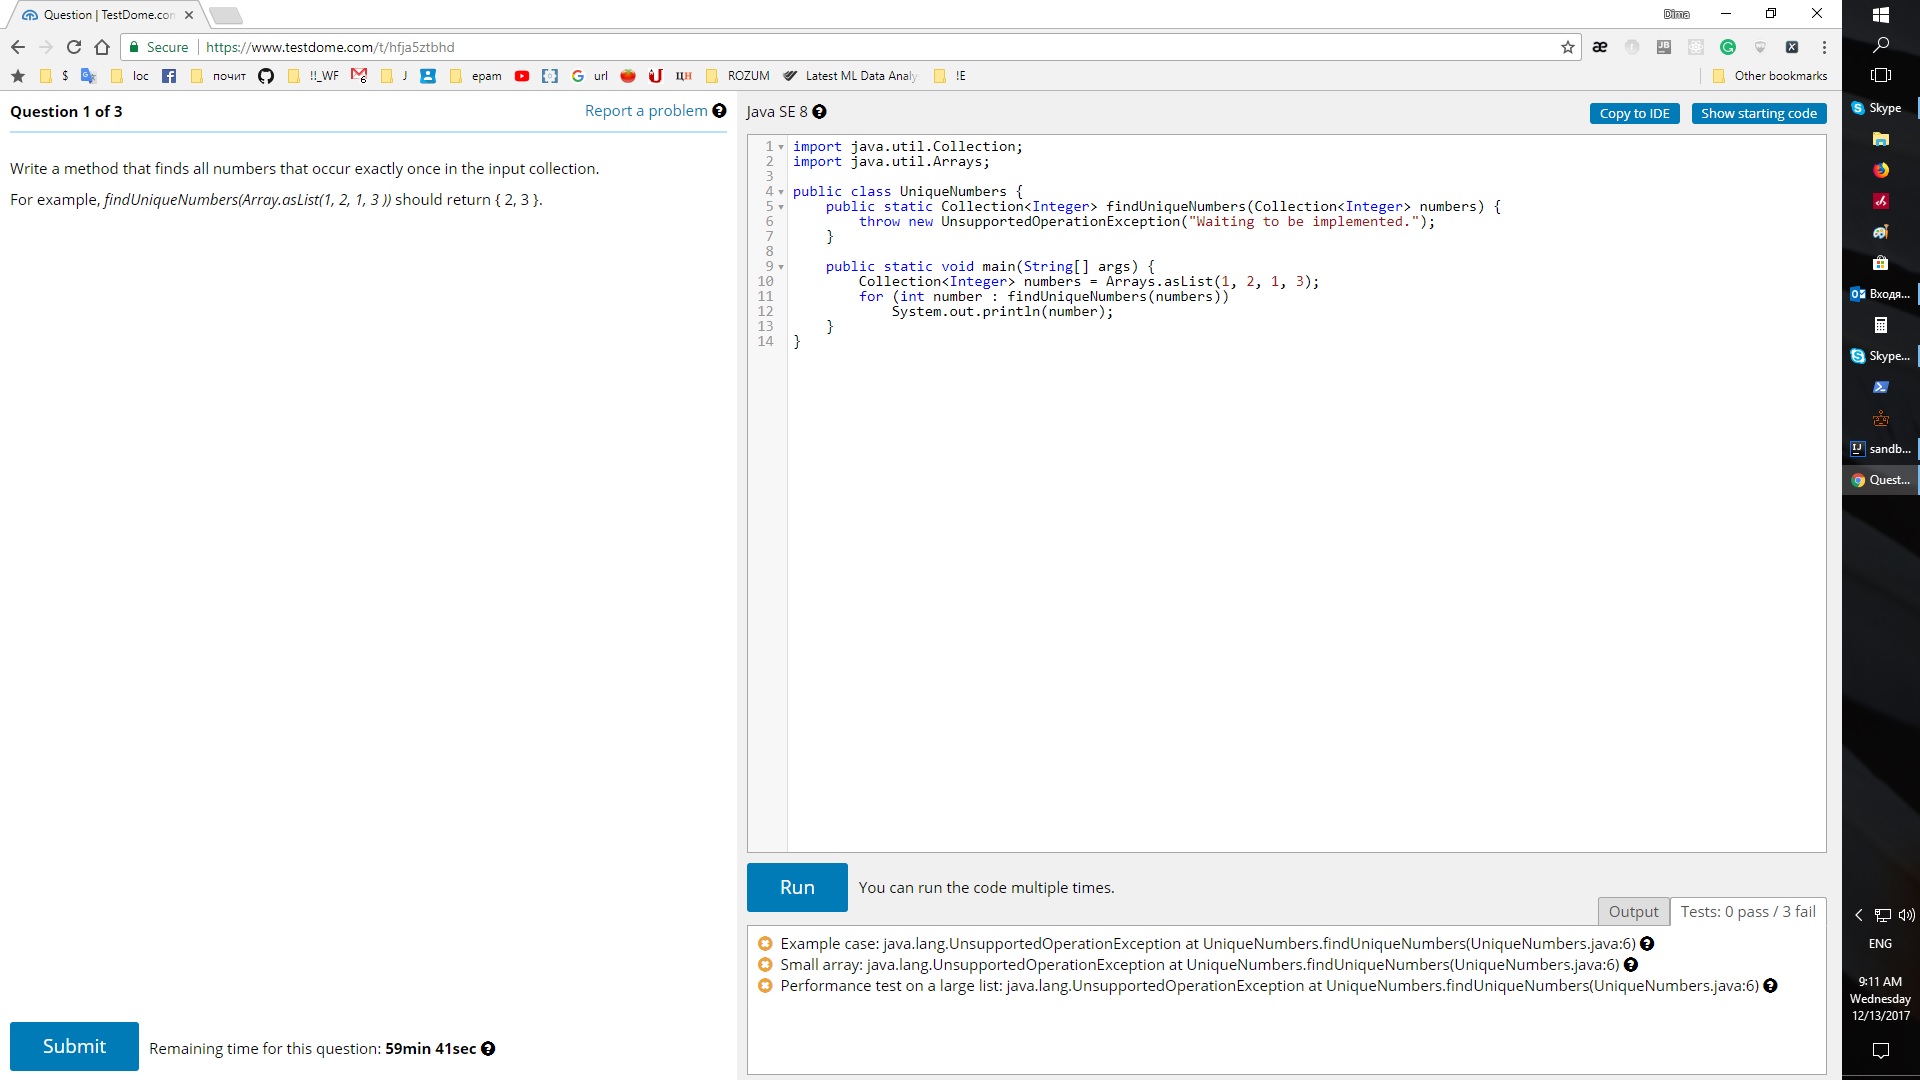 Question | TestDome.com
Dima
Secure | https://www.testdome.com/t/hfja5ztbhd
$ loc почит !!_WF J epam url ЦН ROZUM Latest ML Data Analy !E Other bookmarks
Question 1 of 3
Report a problem
Write a method that finds all numbers that occur exactly once in the input collection.
For example, findUniqueNumbers(Array.asList(1, 2, 1, 3 )) should return { 2, 3 }.
Java SE 8
Copy to IDE
Show starting code
1 import java.util.Collection;
2 import java.util.Arrays;
3
4 public class UniqueNumbers {
5 public static Collection<Integer> findUniqueNumbers(Collection<Integer> numbers) {
6 throw new UnsupportedOperationException("Waiting to be implemented.");
7 }
8
9 public static void main(String[] args) {
10 Collection<Integer> numbers = Arrays.asList(1, 2, 1, 3);
11 for (int number : findUniqueNumbers(numbers))
12 System.out.println(number);
13 }
14 }
Run
You can run the code multiple times.
Output
Tests: 0 pass / 3 fail
Example case: java.lang.UnsupportedOperationException at UniqueNumbers.findUniqueNumbers(UniqueNumbers.java:6)
Small array: java.lang.UnsupportedOperationException at UniqueNumbers.findUniqueNumbers(UniqueNumbers.java:6)
Performance test on a large list: java.lang.UnsupportedOperationException at UniqueNumbers.findUniqueNumbers(UniqueNumbers.java:6)
Submit
Remaining time for this question: 59min 41sec
Skype
Входя...
Skype...
sandb...
Quest...
ENG
9:11 AM
Wednesday
12/13/2017